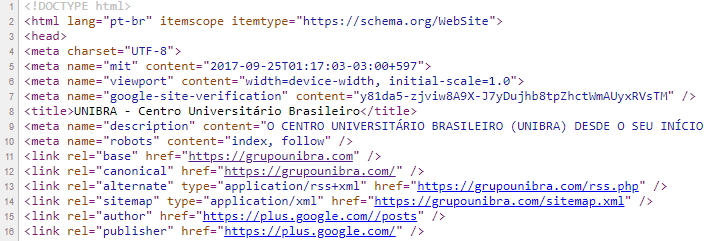 1 <!DOCTYPE html>
2 <html lang="pt-br" itemscope itemtype="https://schema.org/WebSite">
3 <head>
4 <meta charset="UTF-8">
5 <meta name="mit" content="2017-09-25T01:17:03-03:00+597">
6 <meta name="viewport" content="width=device-width, initial-scale=1.0">
7 <meta name="google-site-verification" content="y81da5-zjviw8A9X-J7yDujhb8tpZhctWmAUyxRVsTM" />
8 <title>UNIBRA - Centro Universitário Brasileiro</title>
9 <meta name="description" content="O CENTRO UNIVERSITÁRIO BRASILEIRO (UNIBRA) DESDE O SEU INÍCIO
10 <meta name="robots" content="index, follow" />
11 <link rel="base" href="https://grupounibra.com" />
12 <link rel="canonical" href="https://grupounibra.com/" />
13 <link rel="alternate" type="application/rss+xml" href="https://grupounibra.com/rss.php" />
14 <link rel="sitemap" type="application/xml" href="https://grupounibra.com/sitemap.xml" />
15 <link rel="author" href="https://plus.google.com//posts" />
16 <link rel="publisher" href="https://plus.google.com/" />